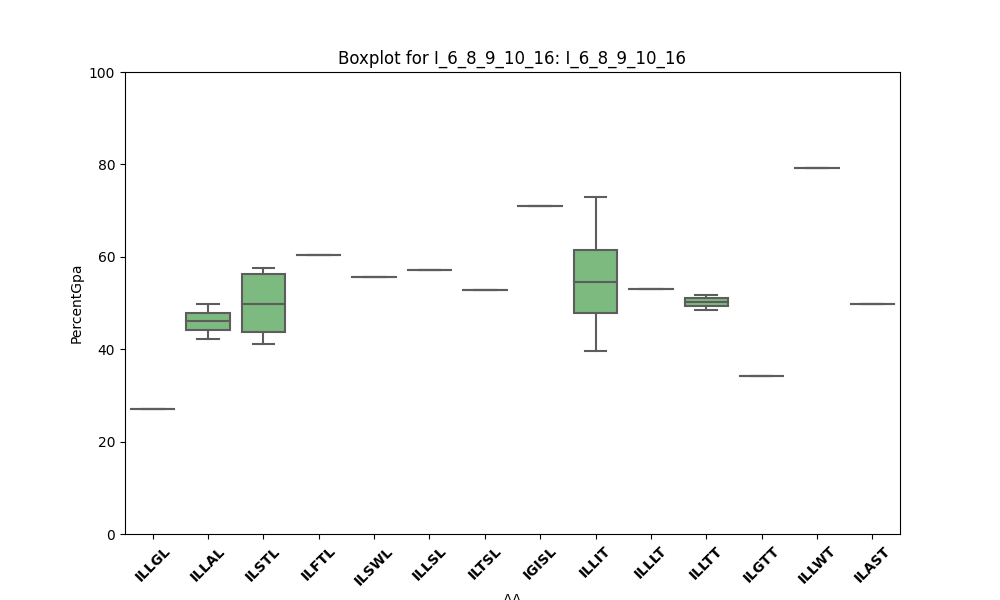 Boxplot for I_6_8_9_10_16: I_6_8_9_10_16
100
80
60
40
20
0
PercentGpa
ILLGL ILLAL ILSTL ILFTL ILSWL ILLSL ILTSL IGISL ILLIT ILLLT ILLTT ILGTT ILLWT ILAST
AA